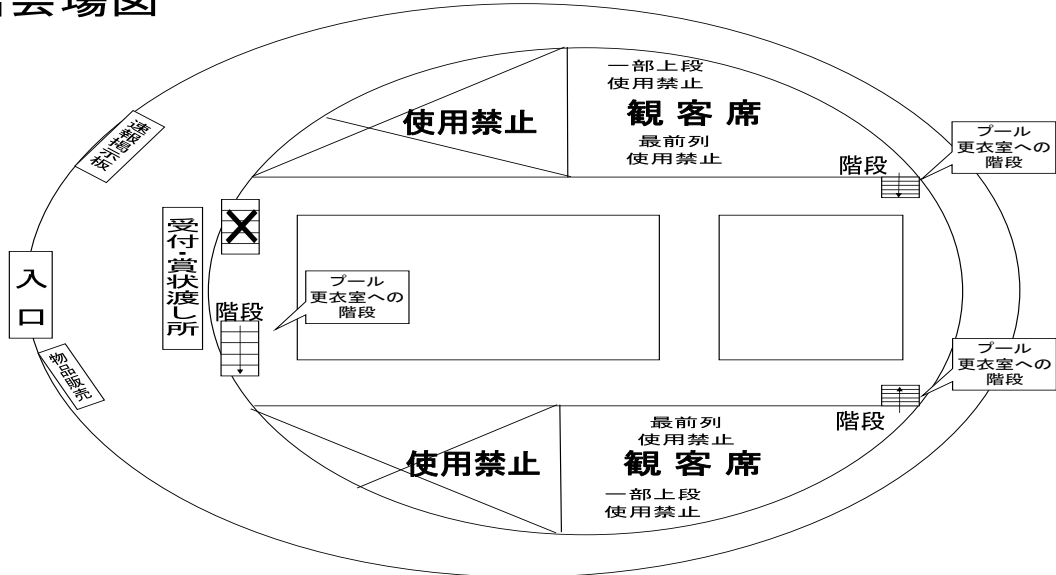 会場図
一部上段
使用禁止
使用禁止
観客席
最前列
使用禁止
速報掲示板
階段
プール
更衣室への
階段
受付・賞状渡し所
入口
階段
プール
更衣室への
階段
物品販売
プール
更衣室への
階段
階段
最前列
使用禁止
使用禁止
観客席
一部上段
使用禁止